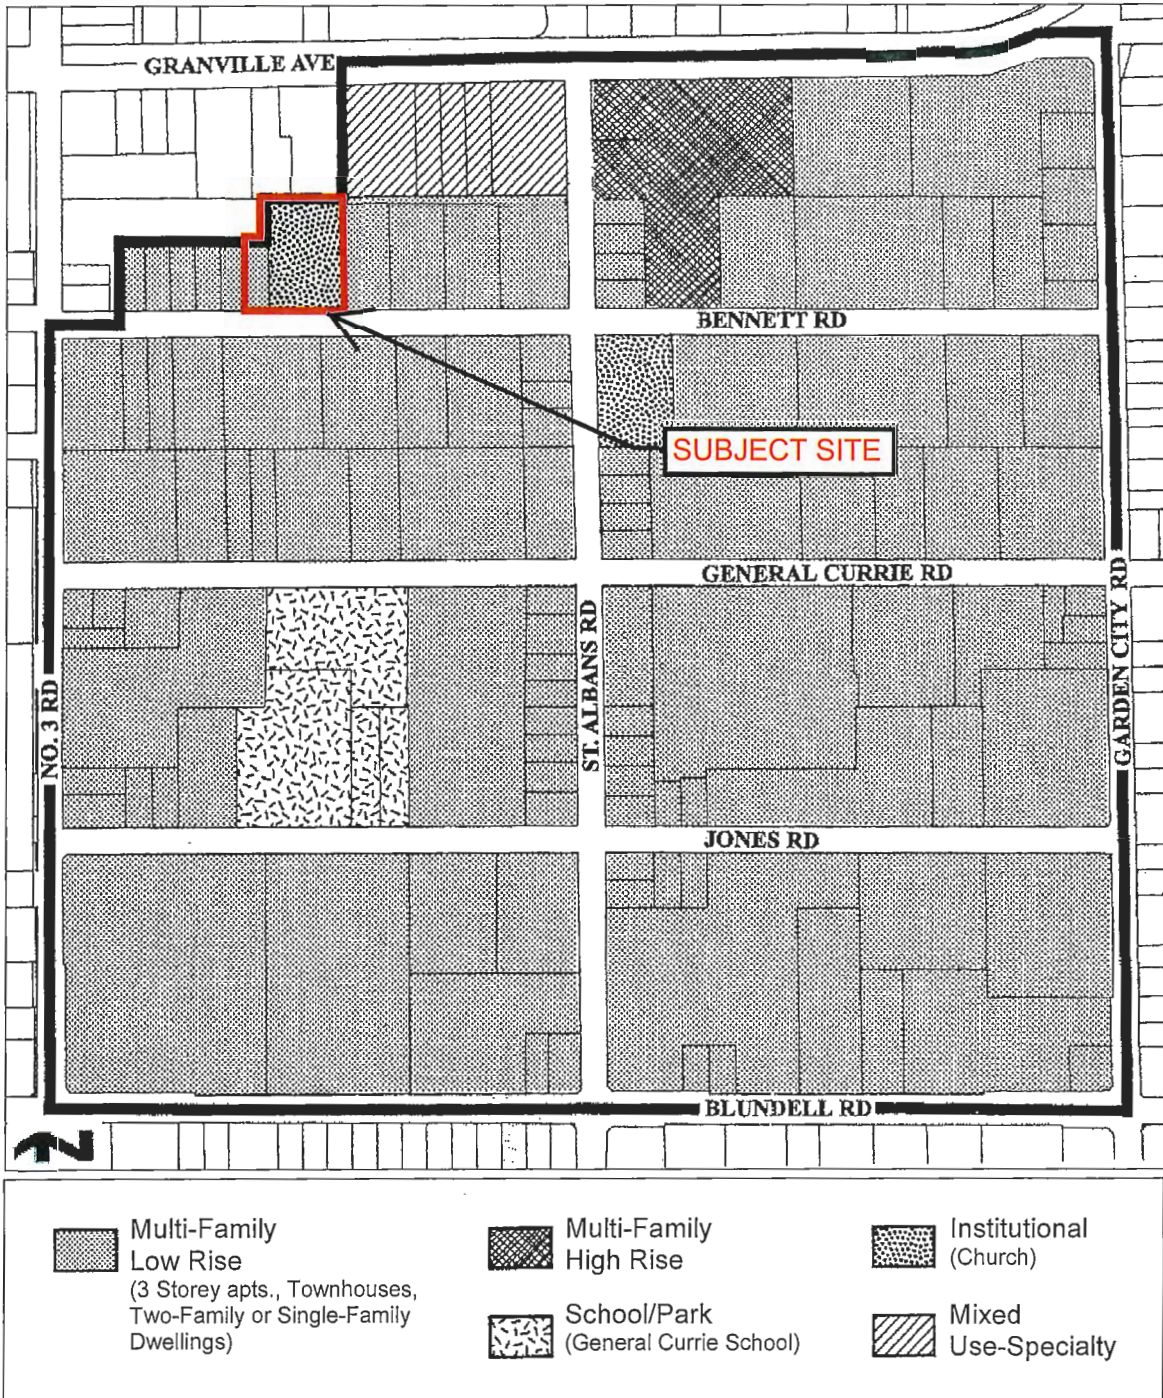 GRANVILLE AVE
BENNETT RD
SUBJECT SITE
GENERAL CURRIE RD
NO. 3 RD
ST. ALBANS RD
GARDEN CITY RD
JONES RD
BLUNDELL RD
N
Multi-Family
Low Rise
(3 Storey apts., Townhouses,
Two-Family or Single-Family
Dwellings)
Multi-Family
High Rise
School/Park
(General Currie School)
Institutional
(Church)
Mixed
Use-Specialty